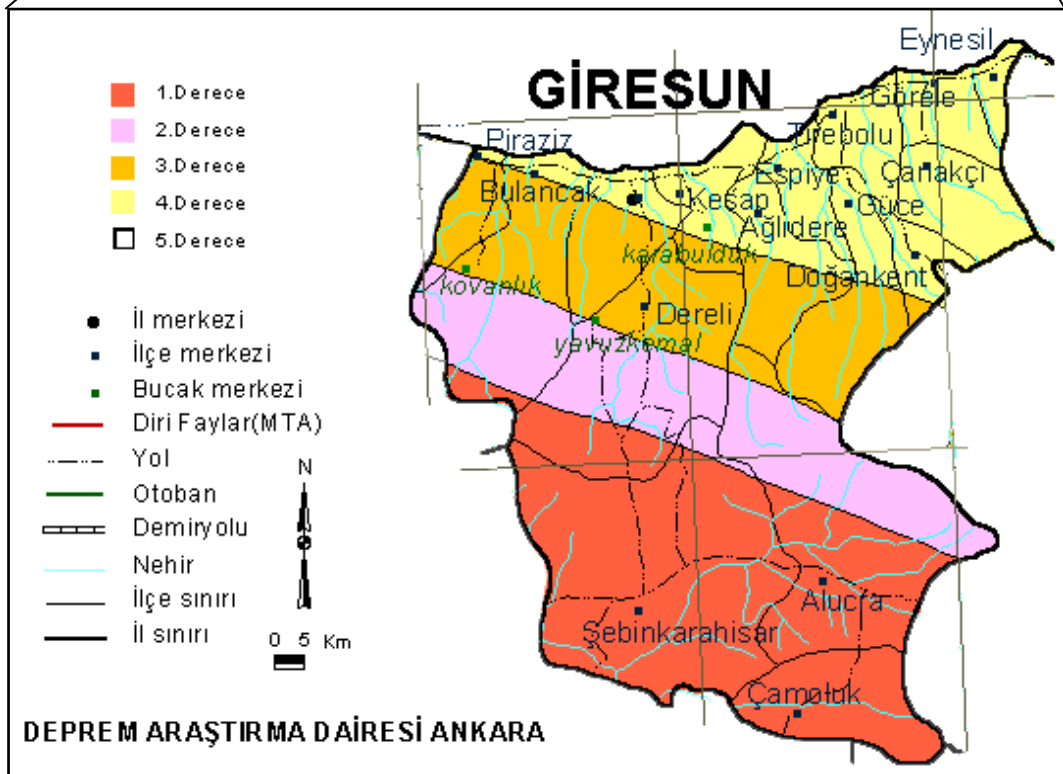 GİRESUN
1.Derece
2.Derece
3.Derece
4.Derece
5.Derece
İl merkezi
İlçe merkezi
Bucak merkezi
Diri Faylar(MTA)
Yol
Otoban
Demiryolu
Nehir
İlçe sınırı
İl sınırı
N
0 5 Km
Eynesil
Görele
Tirebolu
Piraziz
Espiye
Çanakçı
Bulancak
Keşap
Güce
Ağlıdere
karabulduk
Doğankent
kovanlık
Dereli
yavuzkemal
Alucra
Şebinkarahisar
Çamoluk
DEPREM ARAŞTIRMA DAİRESİ ANKARA